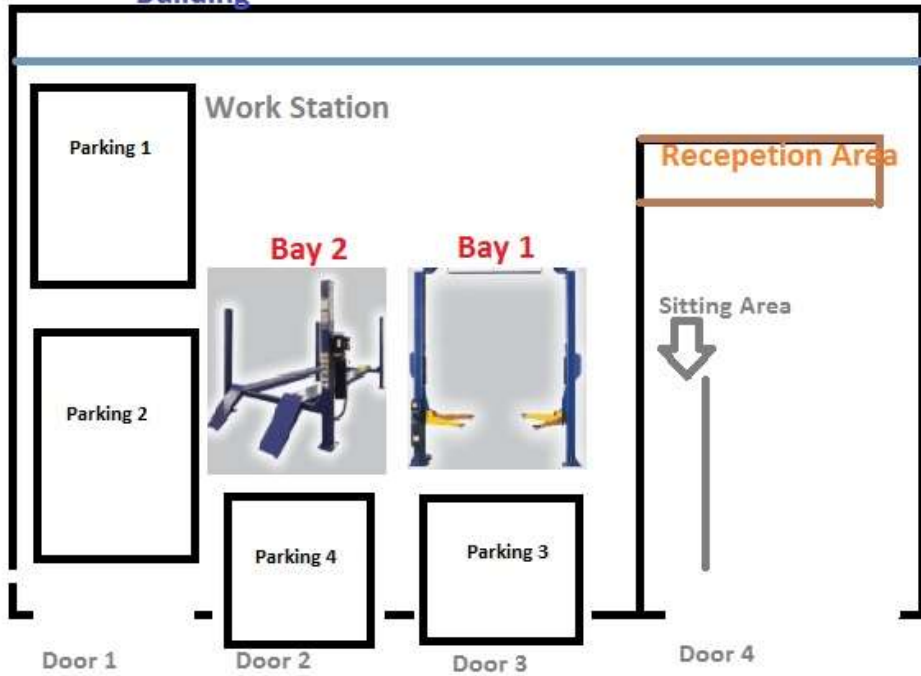 Building
Work Station
Parking 1
Recepetion Area
Bay 2
Bay 1
Sitting Area
Parking 2
Parking 4
Parking 3
Door 1
Door 2
Door 3
Door 4